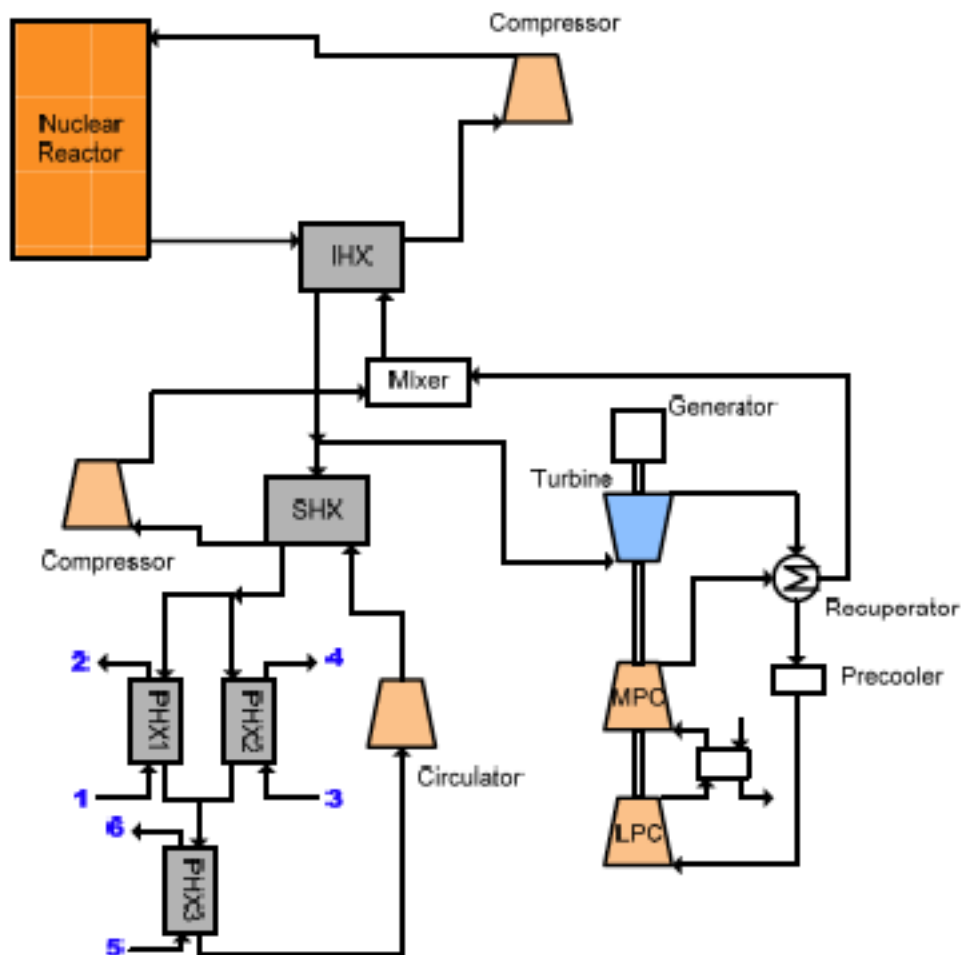 Compressor
Nuclear
Reactor
IHX
Mixer
Generator
Turbine
SHX
Compressor
Recuperator
2
4
Precooler
PHX1
PHX2
MPC
Circulator
1
3
6
LPC
PHX3
5